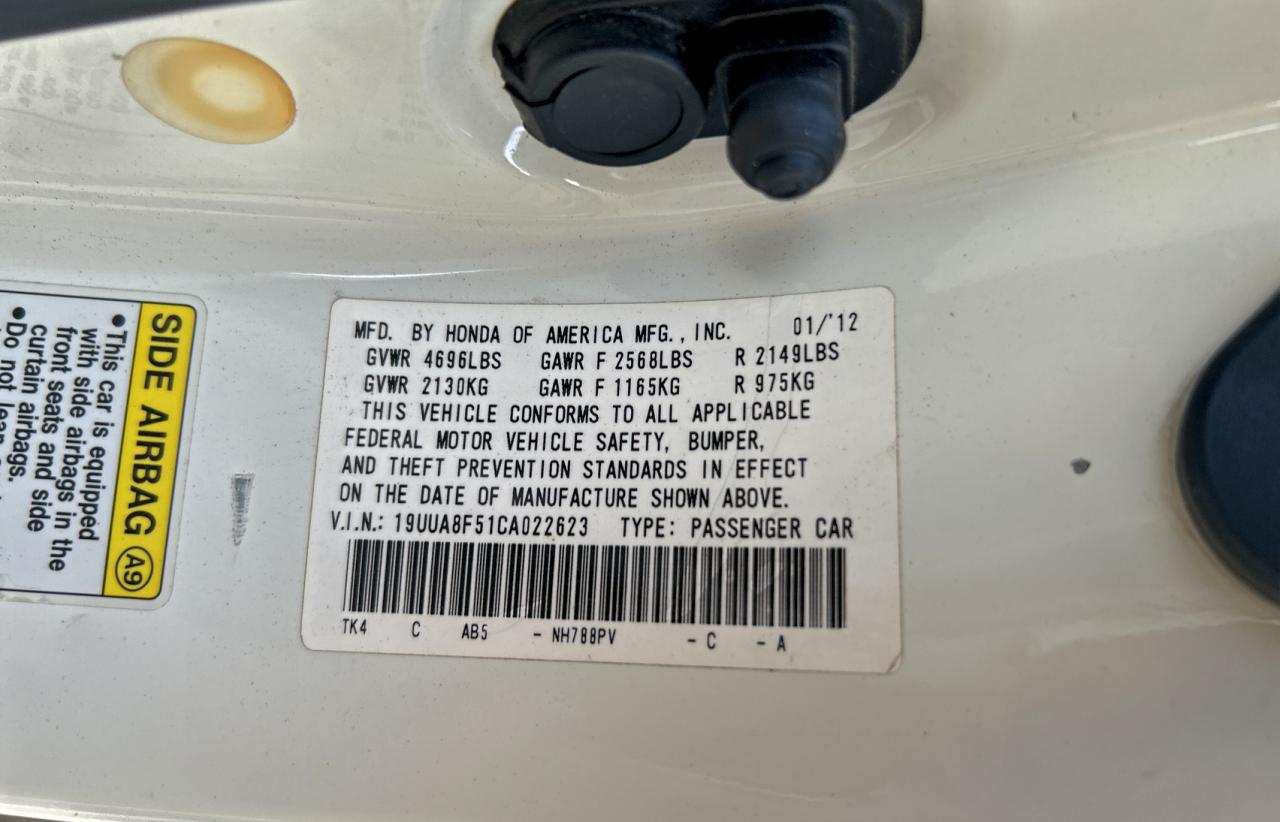 MFD. BY HONDA OF AMERICA MFG., INC. 01/'12
GVWR 4696LBS GAWR F 2568LBS R 2149LBS
GVWR 2130KG GAWR F 1165KG R 975KG
THIS VEHICLE CONFORMS TO ALL APPLICABLE
FEDERAL MOTOR VEHICLE SAFETY, BUMPER,
AND THEFT PREVENTION STANDARDS IN EFFECT
ON THE DATE OF MANUFACTURE SHOWN ABOVE.
V.I.N.: 19UUA8F51CA022623 TYPE: PASSENGER CAR
TK4 C AB5 - NH788PV - C - A
SIDE AIRBAG A9
•This car is equipped
with side airbags in the
front seats and side
curtain airbags.
•Do not lean